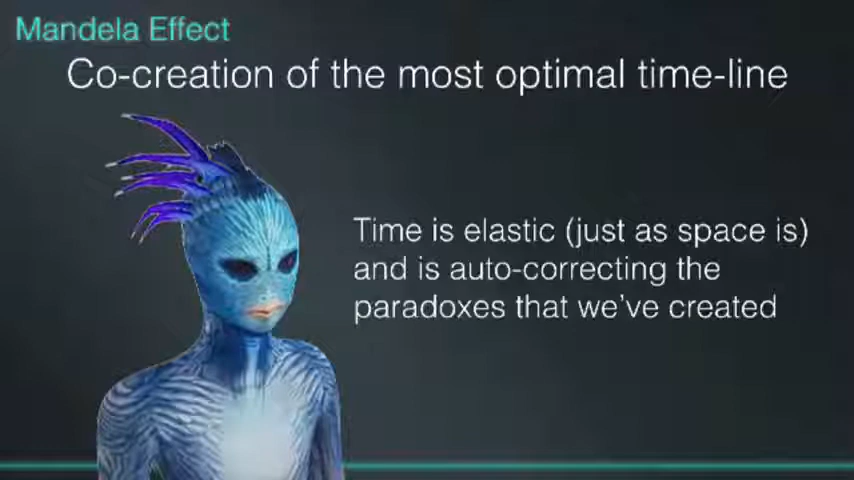 Mandela Effect
Co-creation of the most optimal time-line
Time is elastic (just as space is)
and is auto-correcting the
paradoxes that we've created